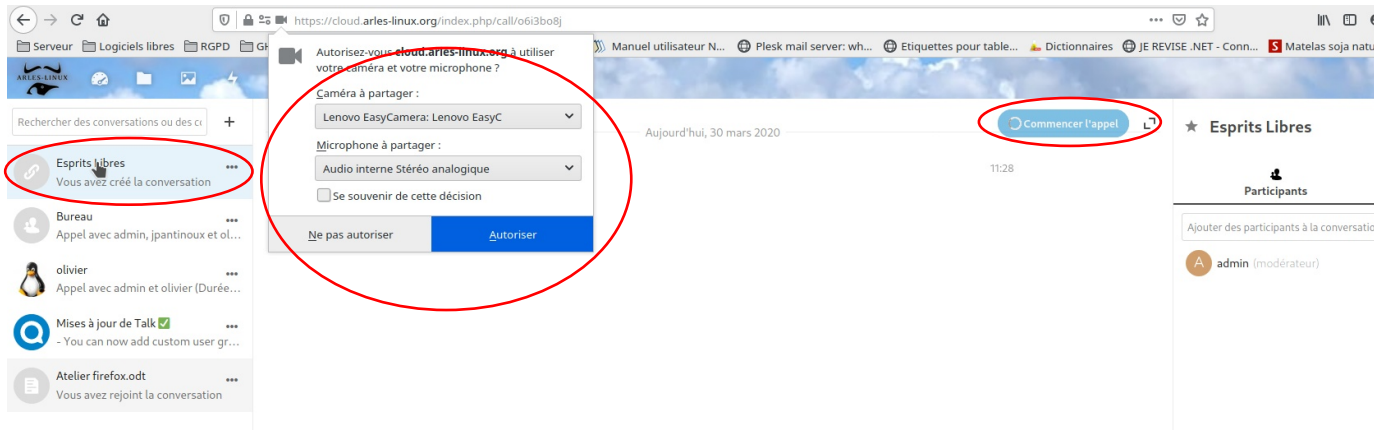 https://cloud.arles-linux.org/index.php/call/o6i3bo8j
Serveur
Logiciels libres
RGPD
Manuel utilisateur N...
Plesk mail server: wh...
Etiquettes pour table...
Dictionnaires
JE REVISE .NET - Conn...
Matelas soja natu
ARLES-LINUX
Autorisez-vous cloud.arles-linux.org à utiliser
votre caméra et votre microphone ?
Caméra à partager :
Lenovo EasyCamera: Lenovo EasyC
Microphone à partager :
Audio interne Stéréo analogique
Se souvenir de cette décision
Ne pas autoriser
Autoriser
Rechercher des conversations ou des co
+
Esprits Libres
Vous avez créé la conversation
Bureau
Appel avec admin, jpantinoux et ol...
olivier
Appel avec admin et olivier (Durée...
Mises à jour de Talk ✅
- You can now add custom user gr...
Atelier firefox.odt
Vous avez rejoint la conversation
Aujourd'hui, 30 mars 2020
Commencer l'appel
11:28
Esprits Libres
Participants
Ajouter des participants à la conversatio
A
admin (modérateur)